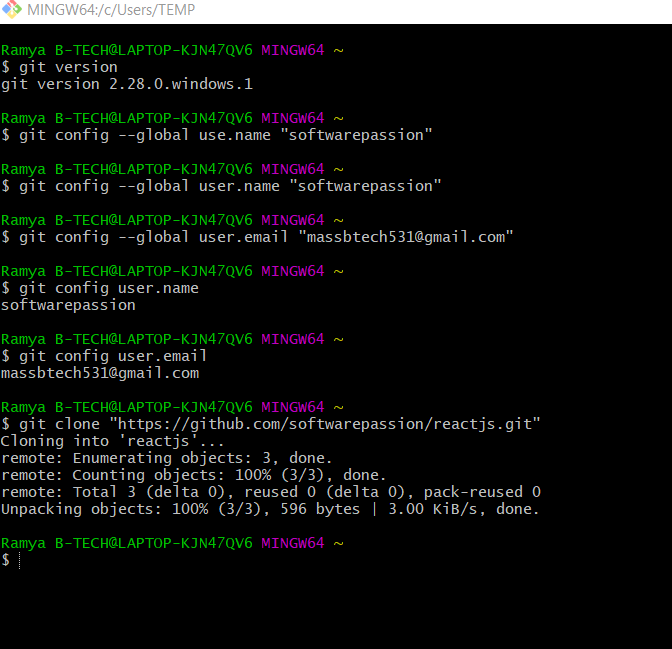 MINGW64:/c/Users/TEMP
Ramya B-TECH@LAPTOP-KJN47QV6 MINGW64 ~
$ git version
git version 2.28.0.windows.1
Ramya B-TECH@LAPTOP-KJN47QV6 MINGW64 ~
$ git config --global use.name "softwarepassion"
Ramya B-TECH@LAPTOP-KJN47QV6 MINGW64 ~
$ git config --global user.name "softwarepassion"
Ramya B-TECH@LAPTOP-KJN47QV6 MINGW64 ~
$ git config --global user.email "massbtech531@gmail.com"
Ramya B-TECH@LAPTOP-KJN47QV6 MINGW64 ~
$ git config user.name
softwarepassion
Ramya B-TECH@LAPTOP-KJN47QV6 MINGW64 ~
$ git config user.email
massbtech531@gmail.com
Ramya B-TECH@LAPTOP-KJN47QV6 MINGW64 ~
$ git clone "https://github.com/softwarepassion/reactjs.git"
Cloning into 'reactjs'...
remote: Enumerating objects: 3, done.
remote: Counting objects: 100% (3/3), done.
remote: Total 3 (delta 0), reused 0 (delta 0), pack-reused 0
Unpacking objects: 100% (3/3), 596 bytes | 3.00 KiB/s, done.
Ramya B-TECH@LAPTOP-KJN47QV6 MINGW64 ~
$